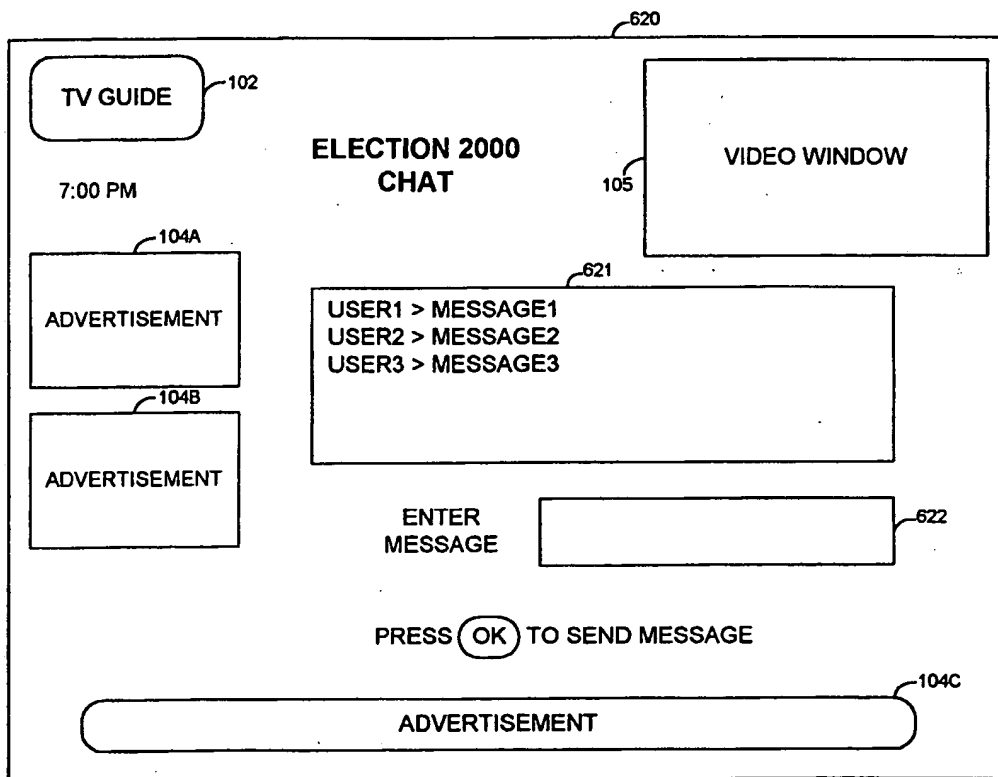 620
TV GUIDE
102
ELECTION 2000
CHAT
VIDEO WINDOW
105
7:00 PM
104A
ADVERTISEMENT
621
USER1 > MESSAGE1
USER2 > MESSAGE2
USER3 > MESSAGE3
104B
ADVERTISEMENT
ENTER
MESSAGE
622
PRESS OK TO SEND MESSAGE
104C
ADVERTISEMENT